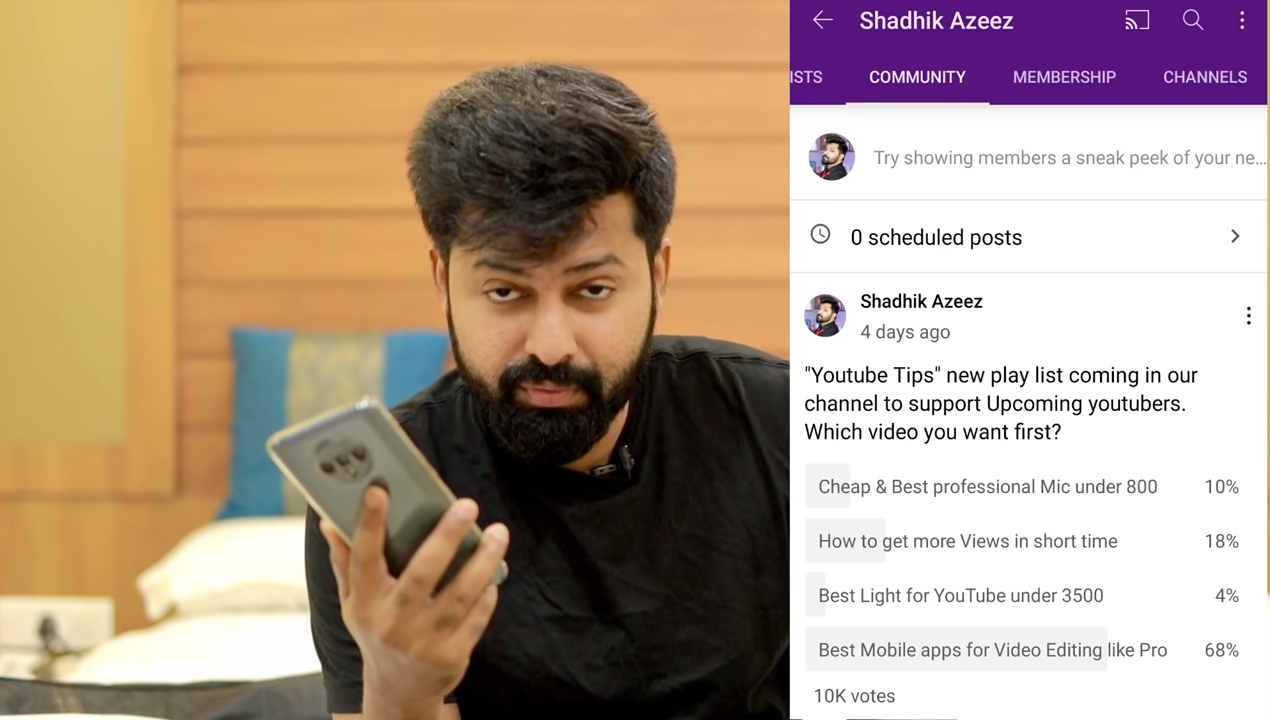 Shadhik Azeez
ISTS COMMUNITY MEMBERSHIP CHANNELS
Try showing members a sneak peek of your ne...
0 scheduled posts
Shadhik Azeez
4 days ago
"Youtube Tips" new play list coming in our
channel to support Upcoming youtubers.
Which video you want first?
Cheap & Best professional Mic under 800 10%
How to get more Views in short time 18%
Best Light for YouTube under 3500 4%
Best Mobile apps for Video Editing like Pro 68%
10K votes